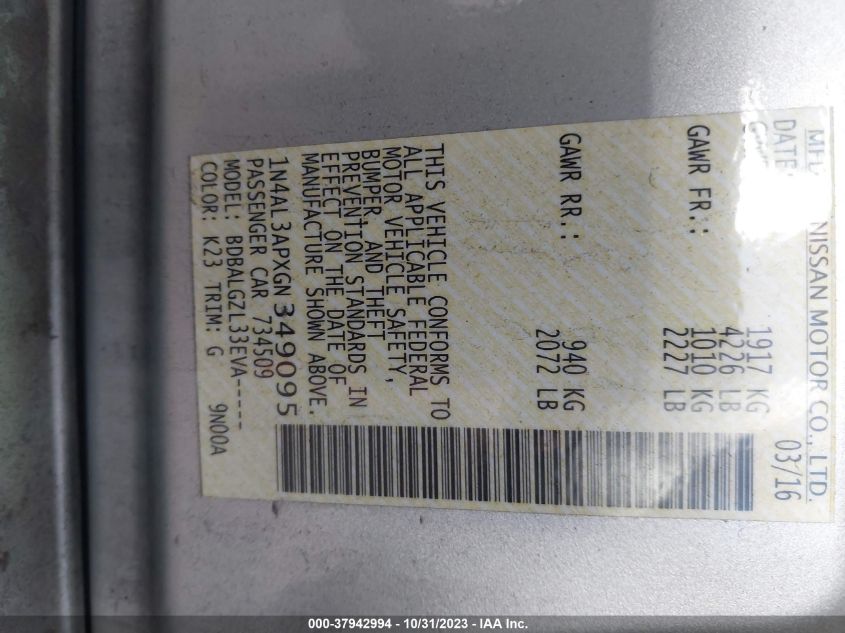 MFD NISSAN MOTOR CO., LTD.
DATE: 03/16
1917 KG
4226 LB
GAWR FR.: 1010 KG
2227 LB
GAWR RR.: 940 KG
2072 LB
THIS VEHICLE CONFORMS TO
ALL APPLICABLE FEDERAL
MOTOR VEHICLE SAFETY,
BUMPER, AND THEFT
PREVENTION STANDARDS IN
EFFECT ON THE DATE OF
MANUFACTURE SHOWN ABOVE.
1N4AL3APXGN349095
PASSENGER CAR 734509
MODEL: BDBALGZL33EVA-----
COLOR: K23 TRIM: G 9N00A
000-37942994 - 10/31/2023 - IAA Inc.